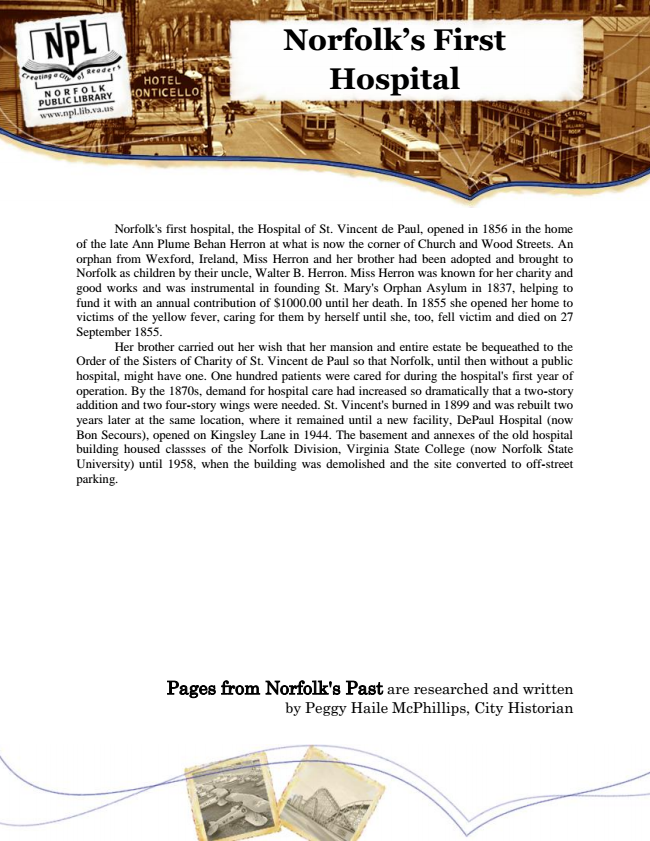 Norfolk's First
Hospital
NPL
Creating a City of Readers
NORFOLK
PUBLIC LIBRARY
www.npl.lib.va.us
HOTEL
MONTICELLO
MONTICELLO
Norfolk's first hospital, the Hospital of St. Vincent de Paul, opened in 1856 in the home
of the late Ann Plume Behan Herron at what is now the corner of Church and Wood Streets. An
orphan from Wexford, Ireland, Miss Herron and her brother had been adopted and brought to
Norfolk as children by their uncle, Walter B. Herron. Miss Herron was known for her charity and
good works and was instrumental in founding St. Mary's Orphan Asylum in 1837, helping to
fund it with an annual contribution of $1000.00 until her death. In 1855 she opened her home to
victims of the yellow fever, caring for them by herself until she, too, fell victim and died on 27
September 1855.
Her brother carried out her wish that her mansion and entire estate be bequeathed to the
Order of the Sisters of Charity of St. Vincent de Paul so that Norfolk, until then without a public
hospital, might have one. One hundred patients were cared for during the hospital's first year of
operation. By the 1870s, demand for hospital care had increased so dramatically that a two-story
addition and two four-story wings were needed. St. Vincent's burned in 1899 and was rebuilt two
years later at the same location, where it remained until a new facility, DePaul Hospital (now
Bon Secours), opened on Kingsley Lane in 1944. The basement and annexes of the old hospital
building housed classses of the Norfolk Division, Virginia State College (now Norfolk State
University) until 1958, when the building was demolished and the site converted to off-street
parking.
Pages from Norfolk's Past are researched and written
by Peggy Haile McPhillips, City Historian